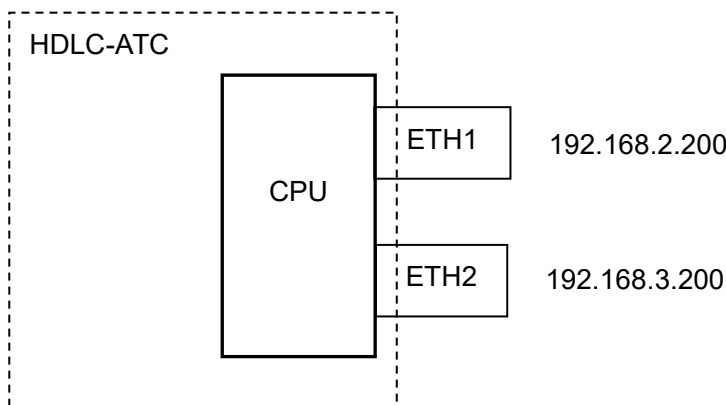 HDLC-ATC
ETH1
192.168.2.200
CPU
ETH2
192.168.3.200